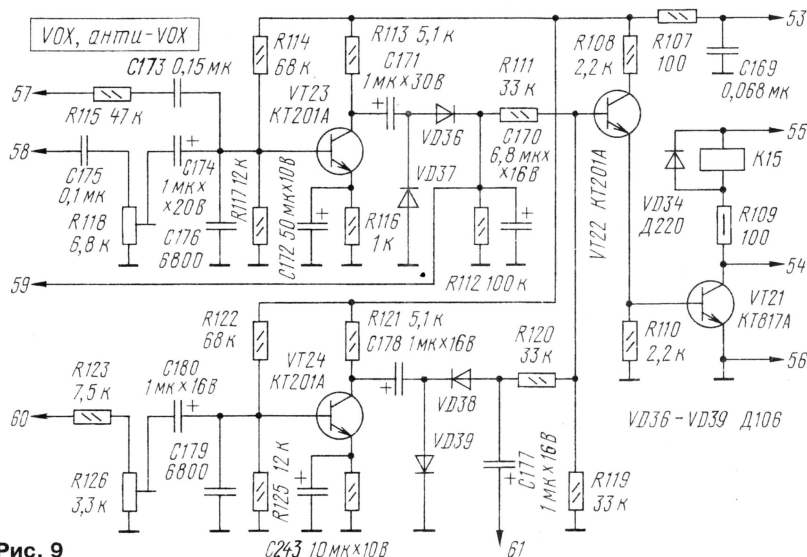 VOX, анти-VOX
57
58
59
60
C173 0,15 мк
R115 47 к
C175
0,1 мк
R118
6,8 к
C174
1 мк ×
×20В
C176
6800
R114
68 к
R117 12 к
VT23
КТ201А
C172 50 мк×10В
R113 5,1 к
C171
1 мк×30В
R116
1 к
VD36
VD37
R111
33 к
C170
6,8 мк×
×16В
R112 100 к
R108
2,2 к
VT22 КТ201А
R107
100
C169
0,068 мк
53
55
54
56
К15
VD34
Д220
R109
100
VT21
КТ817А
R110
2,2 к
R123
7,5 к
R126
3,3 к
C180
1 мк×16В
C179
6800
R122
68 к
R125 12 к
VT24
КТ201А
C243 10 мк×10В
R121 5,1 к
C178 1 мк×16В
VD38
VD39
R120
33 к
C177
1 мк×16В
61
R119
33 к
VD36-VD39 Д106
Рис. 9